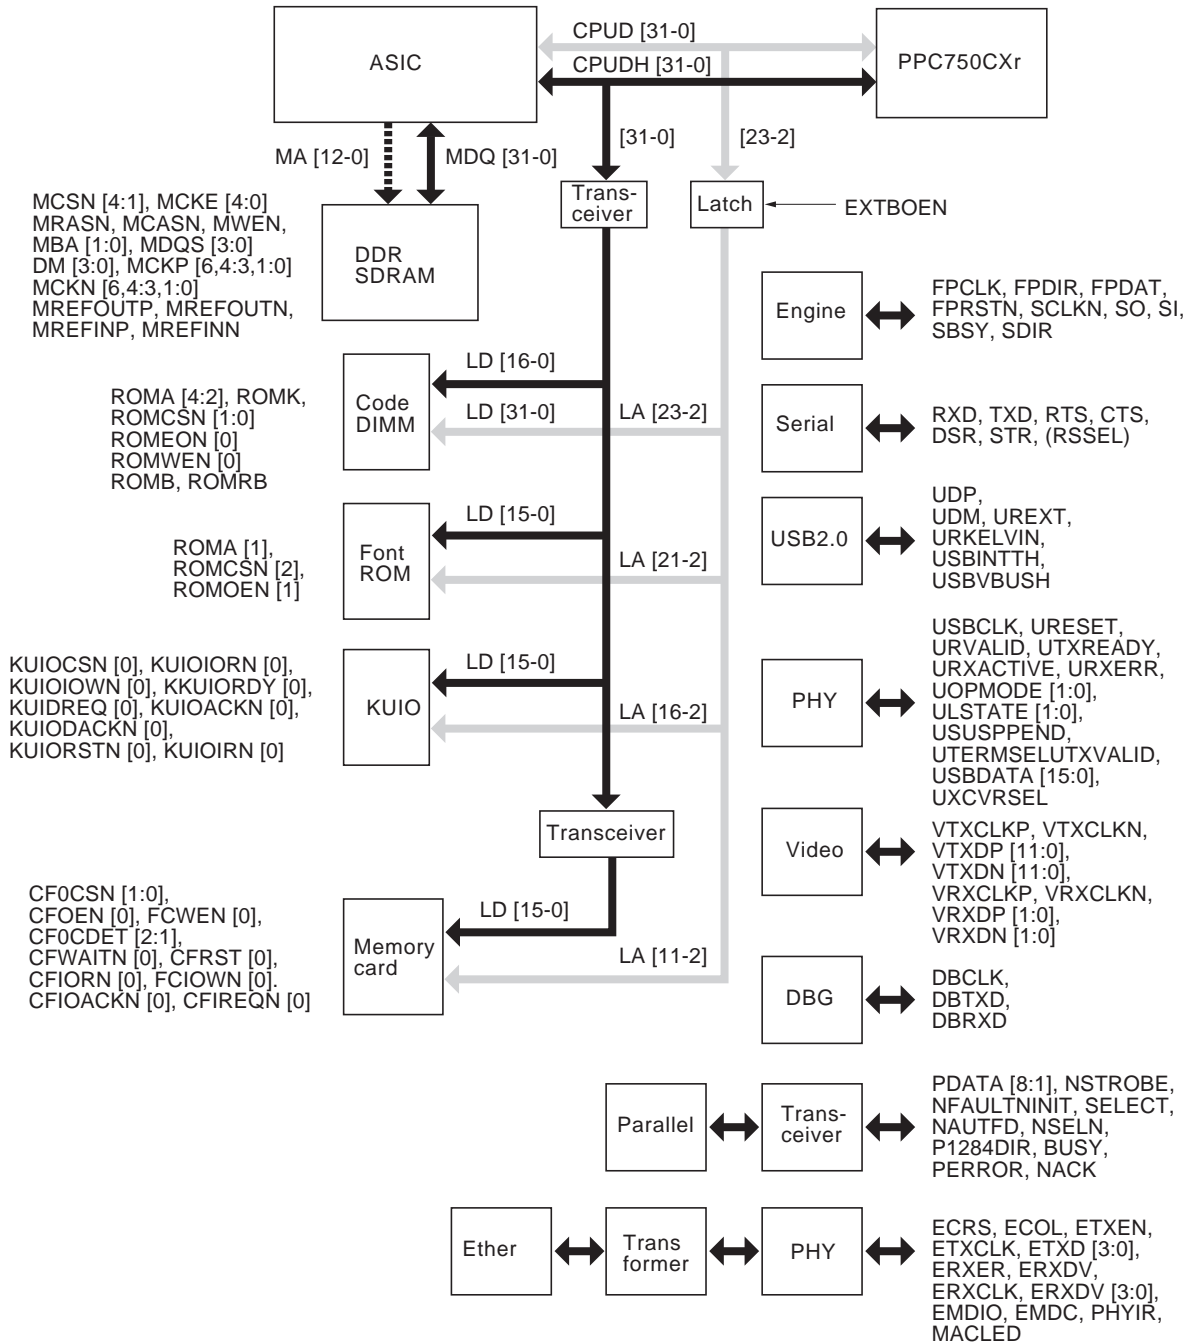 ASIC
CPUD [31-0]
CPUDH [31-0]
PPC750CXr
MA [12-0]
MDQ [31-0]
[31-0]
[23-2]
MCSN [4:1], MCKE [4:0]
MRASN, MCASN, MWEN,
MBA [1:0], MDQS [3:0]
DM [3:0], MCKP [6,4:3,1:0]
MCKN [6,4:3,1:0]
MREFOUTP, MREFOUTN,
MREFINP, MREFINN
DDR
SDRAM
Trans-
ceiver
Latch
EXTBOEN
Engine
FPCLK, FPDIR, FPDAT,
FPRSTN, SCLKN, SO, SI,
SBSY, SDIR
ROMA [4:2], ROMK,
ROMCSN [1:0]
ROMEON [0]
ROMWEN [0]
ROMB, ROMRB
Code
DIMM
LD [16-0]
LD [31-0]
LA [23-2]
Serial
RXD, TXD, RTS, CTS,
DSR, STR, (RSSEL)
ROMA [1],
ROMCSN [2],
ROMOEN [1]
Font
ROM
LD [15-0]
LA [21-2]
USB2.0
UDP,
UDM, UREXT,
URKELVIN,
USBINTTH,
USBVBUSH
KUIOCSN [0], KUIOIORN [0],
KUIOIOWN [0], KKUIORDY [0],
KUIDREQ [0], KUIOACKN [0],
KUIODACKN [0],
KUIORSTN [0], KUIOIRN [0]
KUIO
LD [15-0]
LA [16-2]
PHY
USBCLK, URESET,
URVALID, UTXREADY,
URXACTIVE, URXERR,
UOPMODE [1:0],
ULSTATE [1:0],
USUSPPEND,
UTERMSELUTXVALID,
USBDATA [15:0],
UXCVRSEL
Transceiver
Video
VTXCLKP, VTXCLKN,
VTXDP [11:0],
VTXDN [11:0],
VRXCLKP, VRXCLKN,
VRXDP [1:0],
VRXDN [1:0]
CF0CSN [1:0],
CFOEN [0], FCWEN [0],
CF0CDET [2:1],
CFWAITN [0], CFRST [0],
CFIORN [0], FCIOWN [0].
CFIOACKN [0], CFIREQN [0]
Memory
card
LD [15-0]
LA [11-2]
DBG
DBCLK,
DBTXD,
DBRXD
Parallel
Trans-
ceiver
PDATA [8:1], NSTROBE,
NFAULTNINIT, SELECT,
NAUTFD, NSELN,
P1284DIR, BUSY,
PERROR, NACK
Ether
Trans
former
PHY
ECRS, ECOL, ETXEN,
ETXCLK, ETXD [3:0],
ERXER, ERXDV,
ERXCLK, ERXDV [3:0],
EMDIO, EMDC, PHYIR,
MACLED